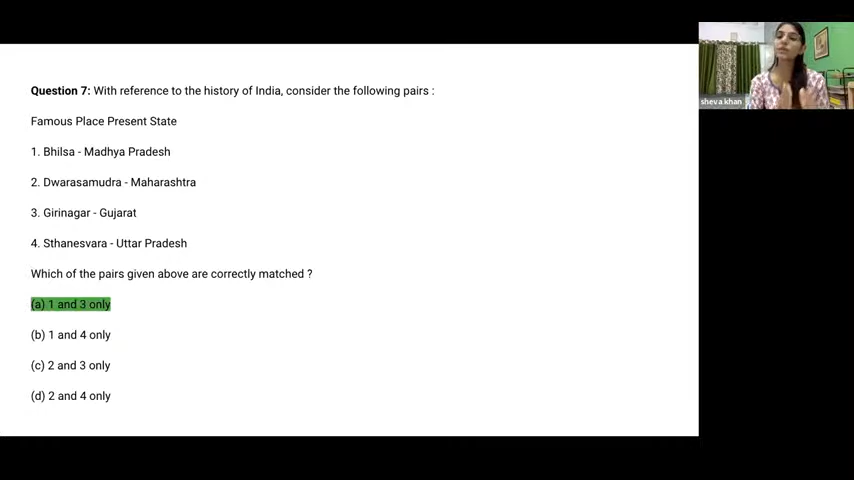 Question 7: With reference to the history of India, consider the following pairs :
Famous Place Present State
1. Bhilsa - Madhya Pradesh
2. Dwarasamudra - Maharashtra
3. Girinagar - Gujarat
4. Sthanesvara - Uttar Pradesh
Which of the pairs given above are correctly matched ?
(a) 1 and 3 only
(b) 1 and 4 only
(c) 2 and 3 only
(d) 2 and 4 only
sheva khan